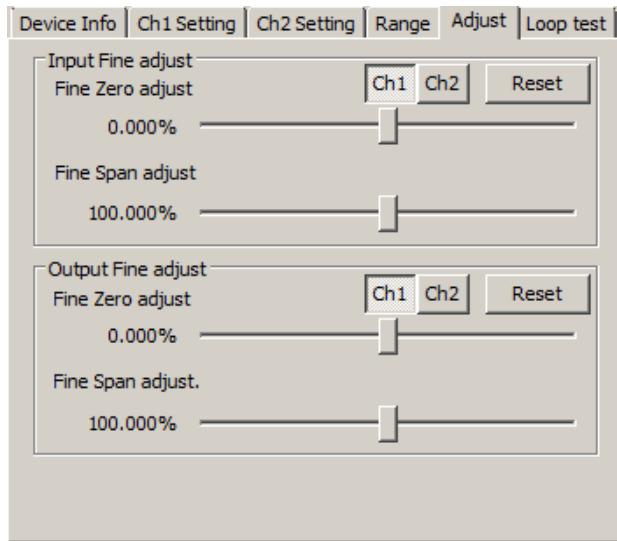 Device Info Ch1 Setting Ch2 Setting Range Adjust Loop test
Input Fine adjust
Fine Zero adjust Ch1 Ch2 Reset
0.000%
Fine Span adjust
100.000%
Output Fine adjust
Fine Zero adjust Ch1 Ch2 Reset
0.000%
Fine Span adjust.
100.000%